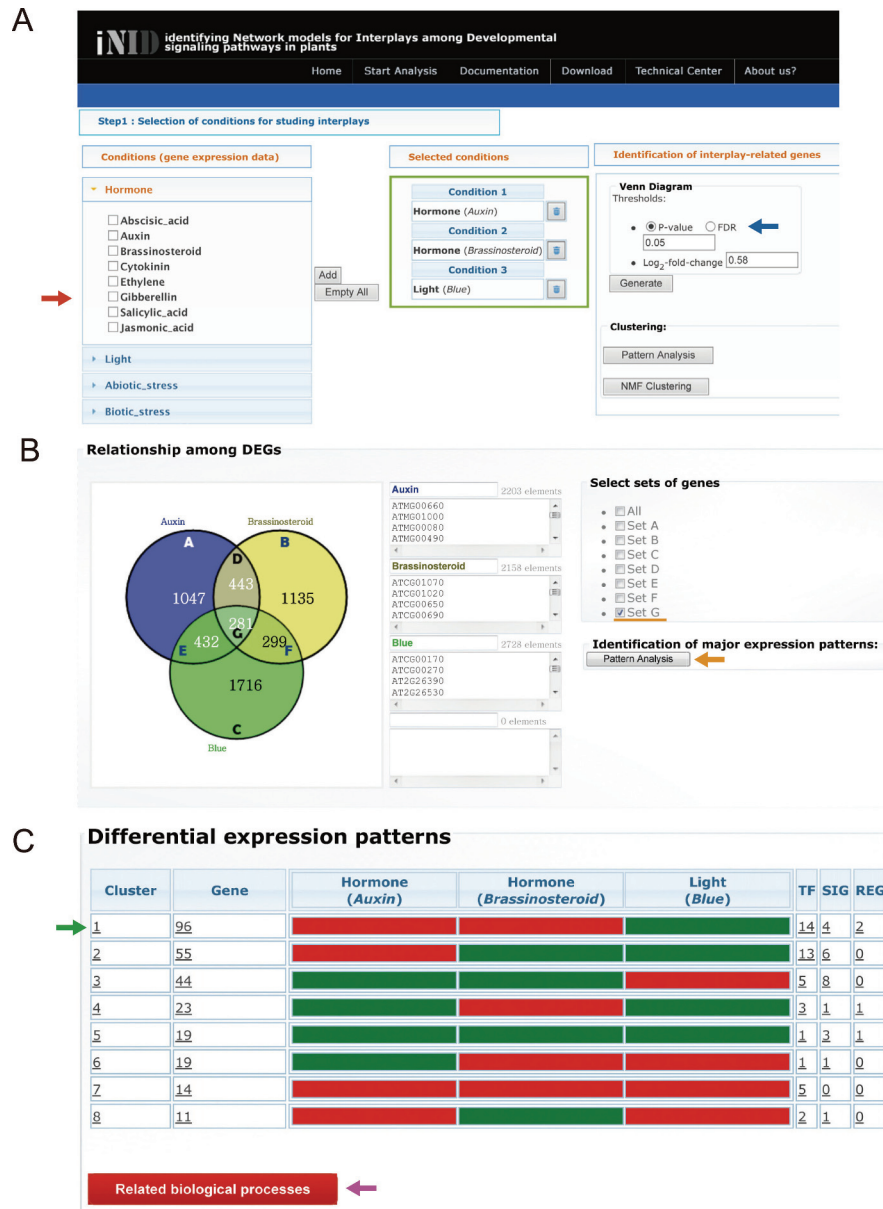 A
iNID identifying Network models for Interplays among Developmental
signaling pathways in plants
Home Start Analysis Documentation Download Technical Center About us?
Step1 : Selection of conditions for studing interplays
Conditions (gene expression data)
Hormone
Abscisic_acid
Auxin
Brassinosteroid
Cytokinin
Ethylene
Gibberellin
Salicylic_acid
Jasmonic_acid
Light
Abiotic_stress
Biotic_stress
Add
Empty All
Selected conditions
Condition 1
Hormone (Auxin)
Condition 2
Hormone (Brassinosteroid)
Condition 3
Light (Blue)
Identification of interplay-related genes
Venn Diagram
Thresholds:
P-value FDR
0.05
Log2-fold-change 0.58
Generate
Clustering:
Pattern Analysis
NMF Clustering
B
Relationship among DEGs
Auxin Brassinosteroid
A D B
1047 443 1135
281
E 432 G 299 F
1716
C
Blue
Auxin 2203 elements
ATMG00660
ATMG01000
ATMG00080
ATMG00490
Brassinosteroid 2158 elements
ATCG01070
ATCG01020
ATCG00650
ATCG00690
Blue 2728 elements
ATCG00170
ATCG00270
AT2G26390
AT2G26530
0 elements
Select sets of genes
All
Set A
Set B
Set C
Set D
Set E
Set F
Set G
Identification of major expression patterns:
Pattern Analysis
C
Differential expression patterns
Cluster Gene Hormone (Auxin) Hormone (Brassinosteroid) Light (Blue) TF SIG REG
1 96 14 4 2
2 55 13 6 0
3 44 5 8 0
4 23 3 1 1
5 19 1 3 1
6 19 1 1 0
7 14 5 0 0
8 11 2 1 0
Related biological processes